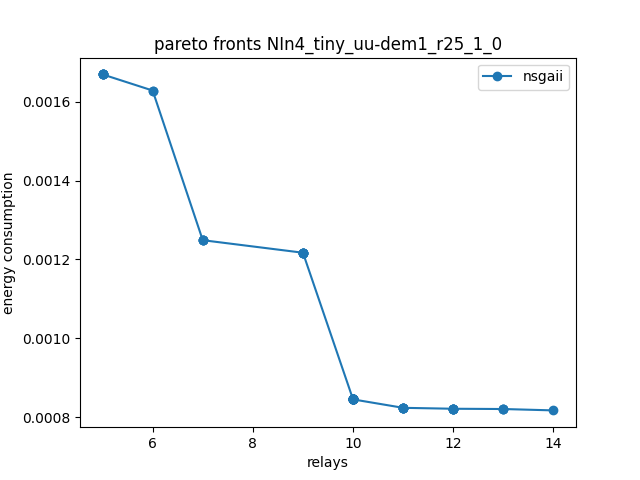 pareto fronts NIn4_tiny_uu-dem1_r25_1_0
nsgaii
energy consumption
0.0016
0.0014
0.0012
0.0010
0.0008
6 8 10 12 14
relays